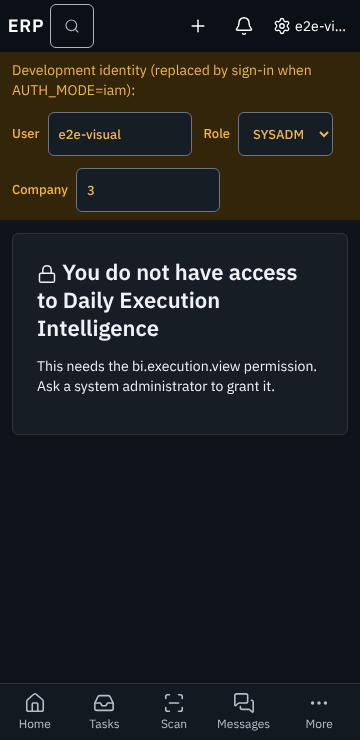 ERP
e2e-vi...
Development identity (replaced by sign-in when
AUTH_MODE=iam):
User e2e-visual Role SYSADM
Company 3
You do not have access
to Daily Execution
Intelligence
This needs the bi.execution.view permission.
Ask a system administrator to grant it.
Home Tasks Scan Messages More